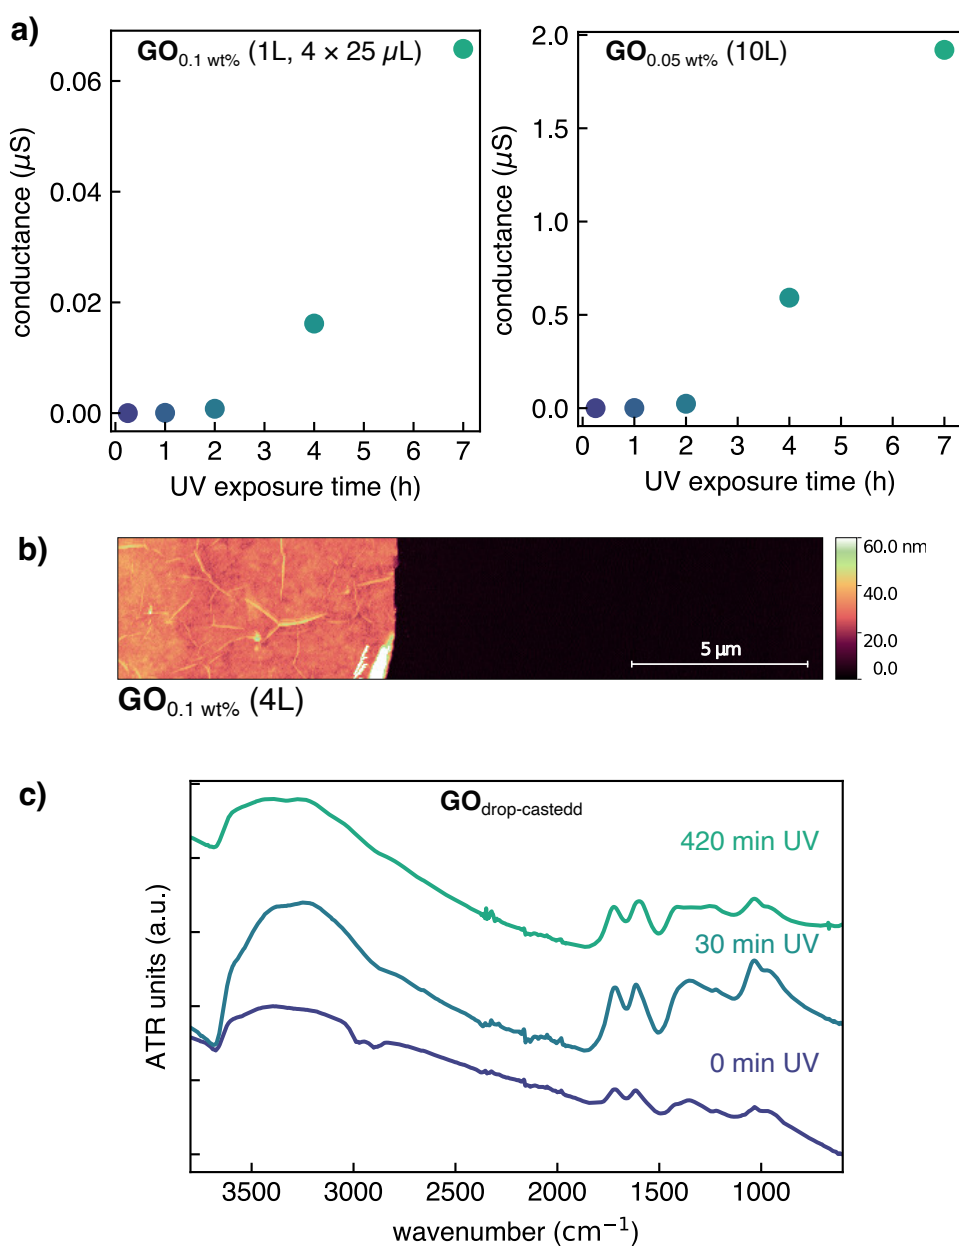 a)
GO0.1 wt% (1L, 4 × 25 µL)
0.06
0.04
0.02
0.00
conductance (µS)
0 1 2 3 4 5 6 7
UV exposure time (h)
GO0.05 wt% (10L)
2.0
1.5
1.0
0.5
0.0
conductance (µS)
0 1 2 3 4 5 6 7
UV exposure time (h)
b)
5 µm
60.0 nm
40.0
20.0
0.0
GO0.1 wt% (4L)
c)
GOdrop-castedd
420 min UV
30 min UV
0 min UV
ATR units (a.u.)
3500 3000 2500 2000 1500 1000
wavenumber (cm−1)